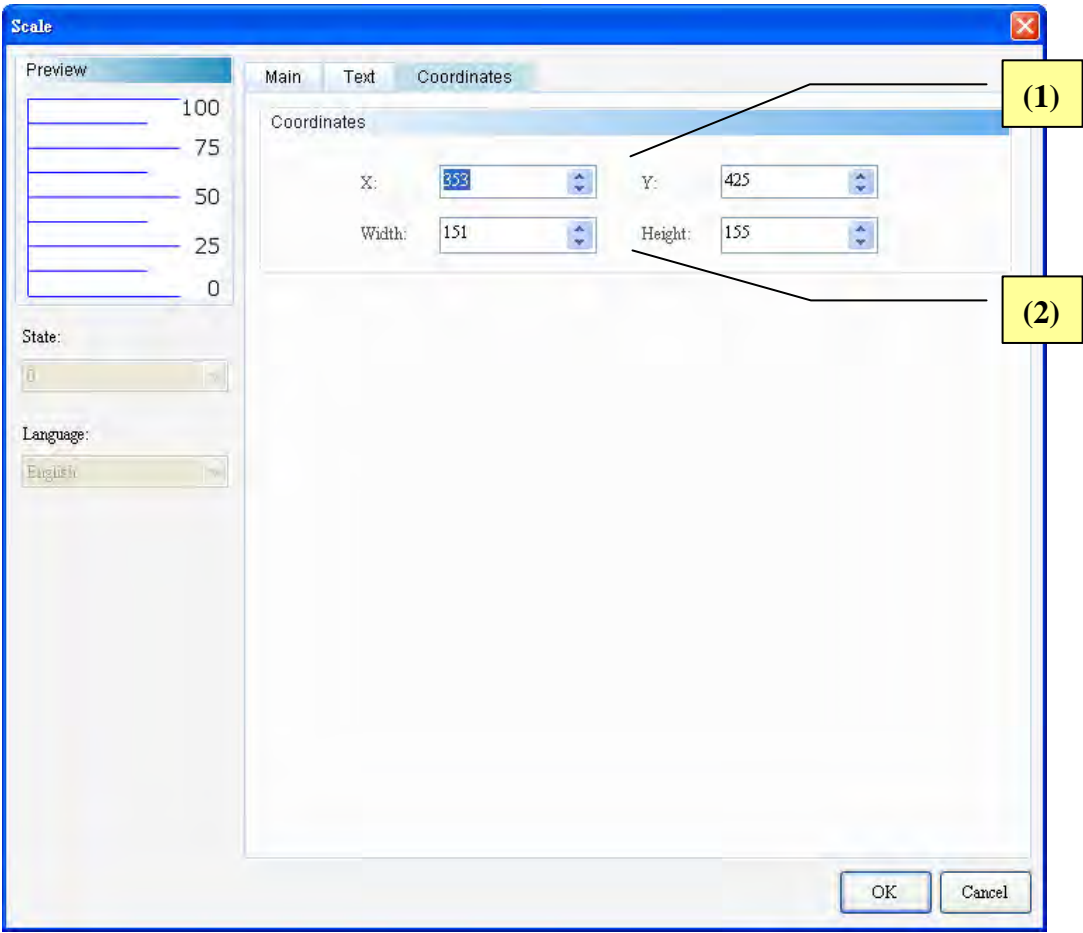 Scale
Preview
100
75
50
25
0
State:
0
Language:
English
Main Text Coordinates
Coordinates
X: 353 Y: 425
Width: 151 Height: 155
(1)
(2)
OK Cancel